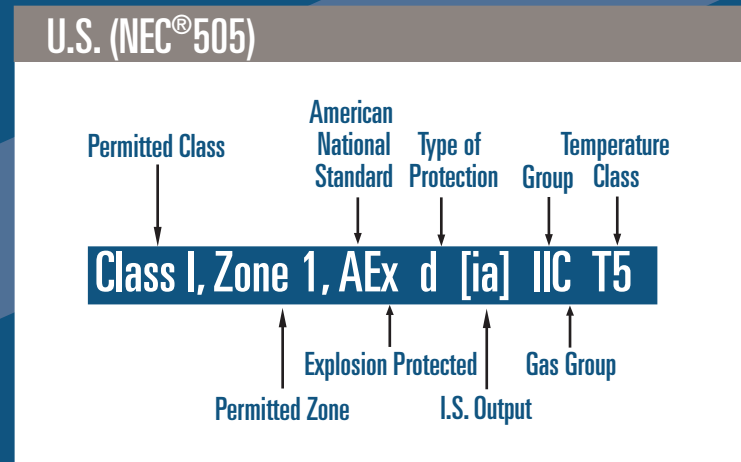 U.S. (NEC®505)
Permitted Class
American
National
Standard
Type of
Protection
Group
Temperature
Class
Class I, Zone 1, AEx d [ia] IIC T5
Explosion Protected
Gas Group
Permitted Zone
I.S. Output